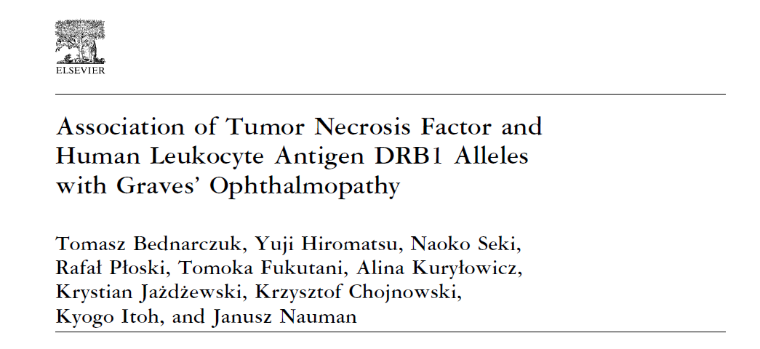 ELSEVIER
Association of Tumor Necrosis Factor and
Human Leukocyte Antigen DRB1 Alleles
with Graves’ Ophthalmopathy
Tomasz Bednarczuk, Yuji Hiromatsu, Naoko Seki,
Rafał Płoski, Tomoka Fukutani, Alina Kuryłowicz,
Krystian Jażdżewski, Krzysztof Chojnowski,
Kyogo Itoh, and Janusz Nauman